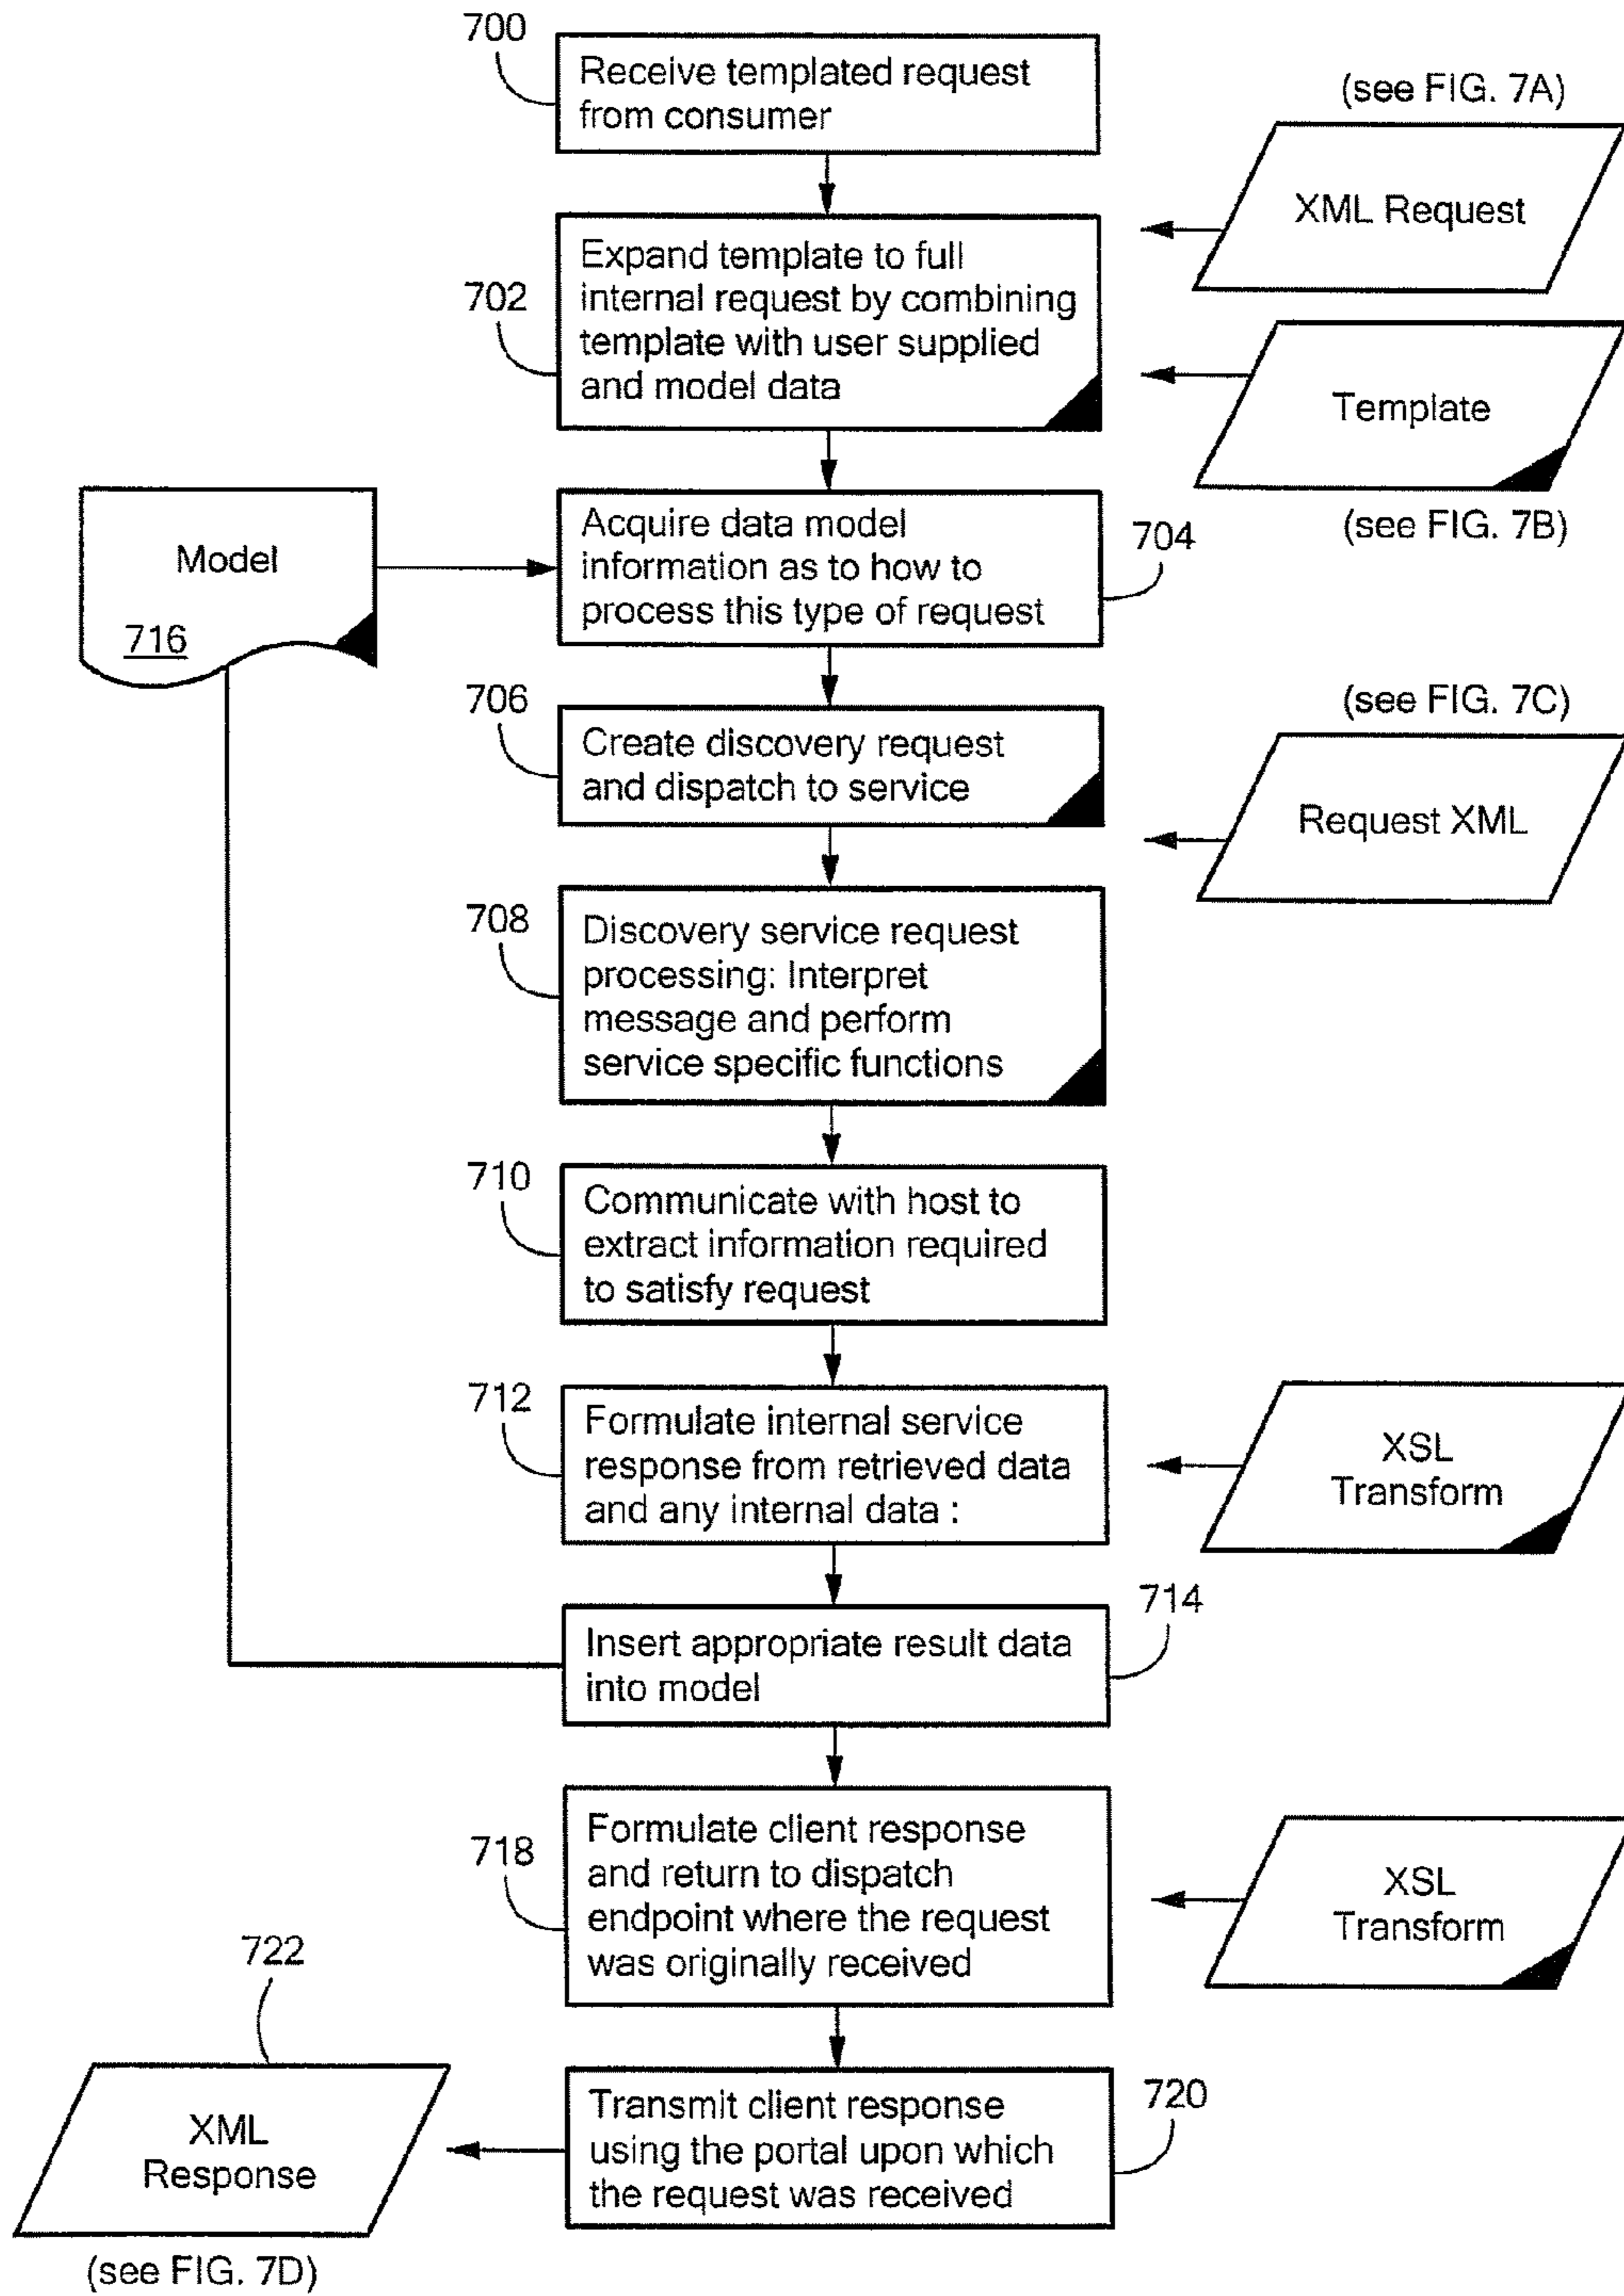 700
Receive templated request
from consumer
(see FIG. 7A)
XML Request
702
Expand template to full
internal request by combining
template with user supplied
and model data
Template
(see FIG. 7B)
Model
716
Acquire data model
information as to how to
process this type of request
704
706
Create discovery request
and dispatch to service
(see FIG. 7C)
Request XML
708
Discovery service request
processing: Interpret
message and perform
service specific functions
710
Communicate with host to
extract information required
to satisfy request
712
Formulate internal service
response from retrieved data
and any internal data :
XSL
Transform
714
Insert appropriate result data
into model
718
Formulate client response
and return to dispatch
endpoint where the request
was originally received
XSL
Transform
722
XML
Response
(see FIG. 7D)
Transmit client response
using the portal upon which
the request was received
720